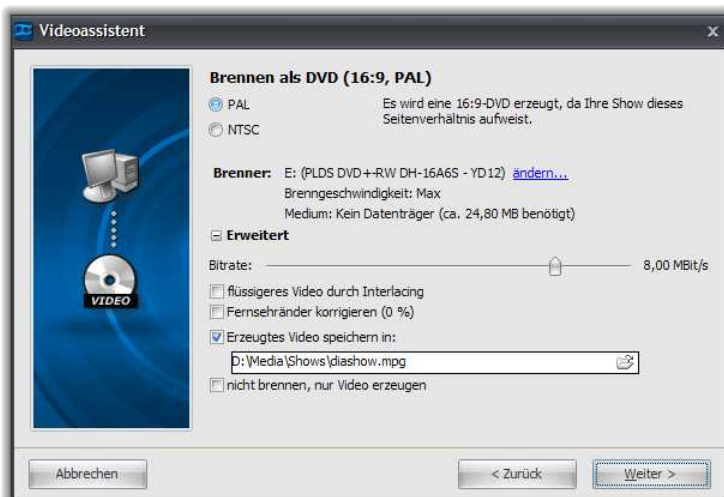 Videoassistent
x
Brennen als DVD (16:9, PAL)
PAL
Es wird eine 16:9-DVD erzeugt, da Ihre Show dieses
Seitenverhältnis aufweist.
NTSC
Brenner: E: (PLDS DVD+-RW DH-16A6S - YD12) ändern...
Brenngeschwindigkeit: Max
Medium: Kein Datenträger (ca. 24,80 MB benötigt)
Erweitert
Bitrate: 8,00 MBit/s
flüssigeres Video durch Interlacing
Fernsehränder korrigieren (0 %)
Erzeugtes Video speichern in:
D:\Media\Shows\diashow.mpg
nicht brennen, nur Video erzeugen
VIDEO
Abbrechen
< Zurück
Weiter >